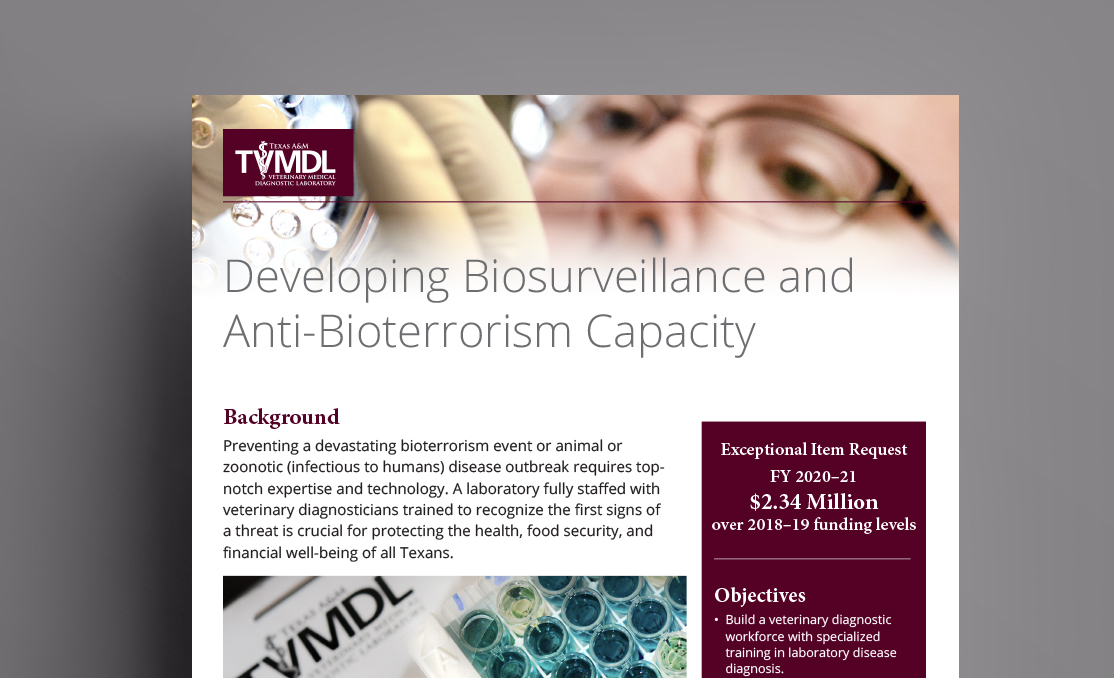 TEXAS A&M
TVMDL
VETERINARY MEDICAL
DIAGNOSTIC LABORATORY
Developing Biosurveillance and
Anti-Bioterrorism Capacity
Background
Preventing a devastating bioterrorism event or animal or
zoonotic (infectious to humans) disease outbreak requires top-
notch expertise and technology. A laboratory fully staffed with
veterinary diagnosticians trained to recognize the first signs of
a threat is crucial for protecting the health, food security, and
financial well-being of all Texans.
TEXAS A&M
TVMDL
Exceptional Item Request
FY 2020–21
$2.34 Million
over 2018–19 funding levels
Objectives
• Build a veterinary diagnostic
workforce with specialized
training in laboratory disease
diagnosis.